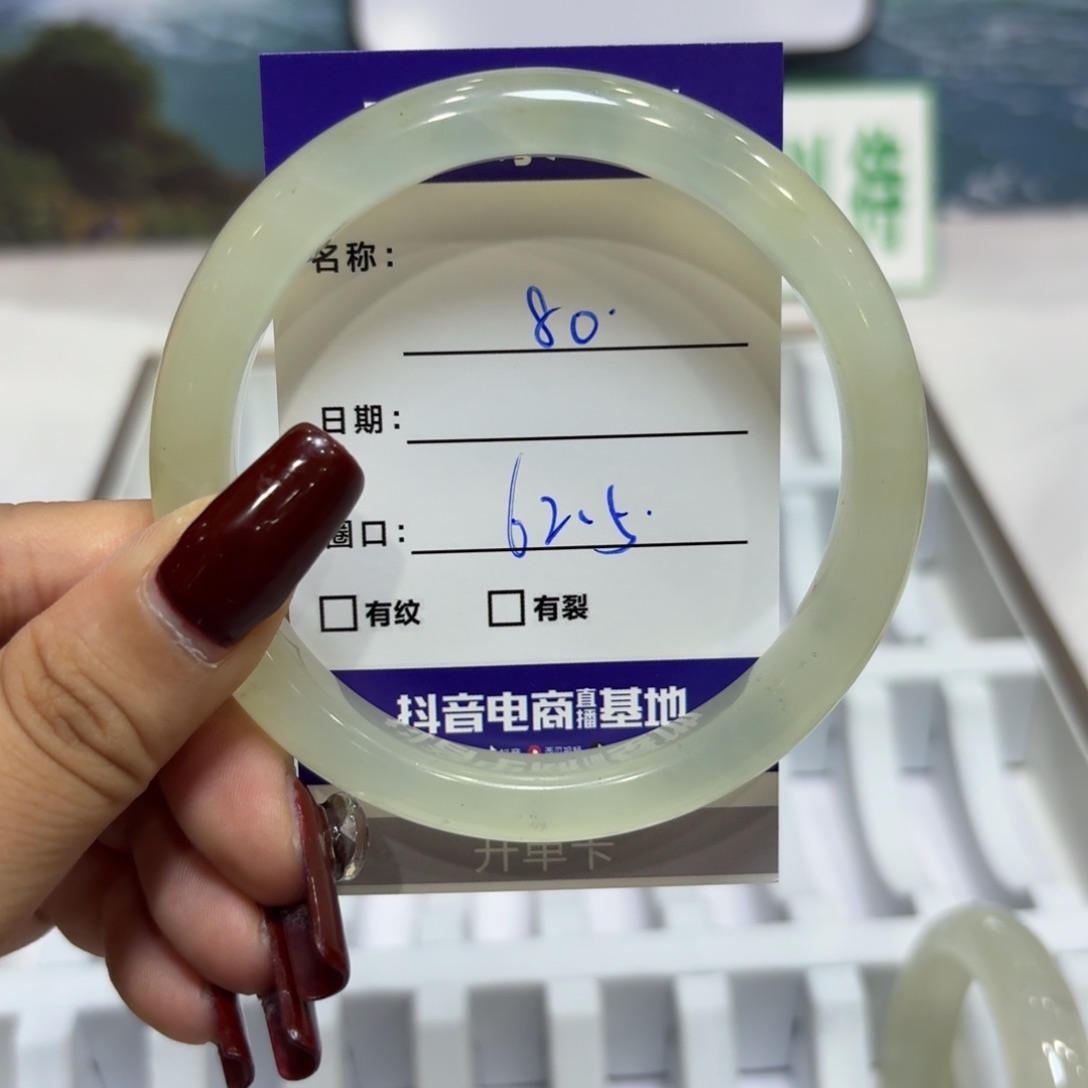 名称：
80.
日期：
圈口：62.5.
有纹 有裂
抖音电商直播基地
开单卡